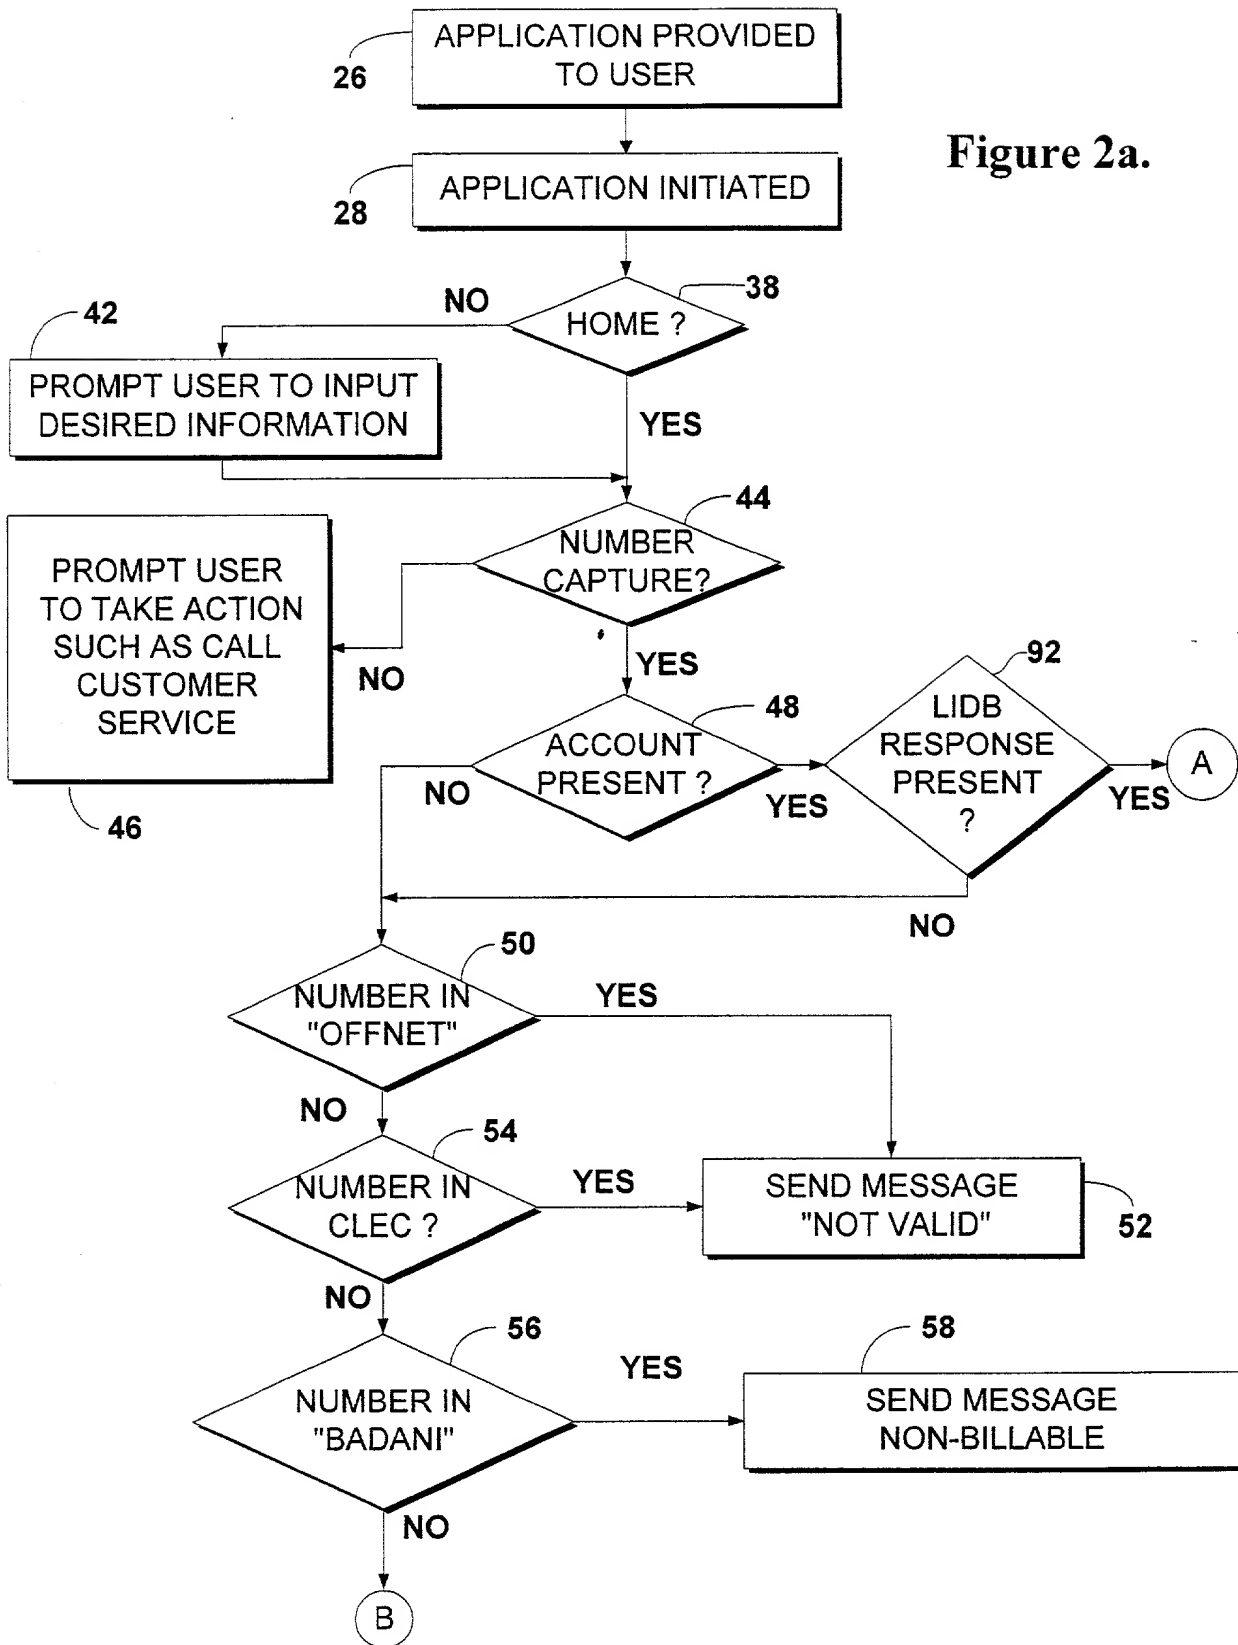 APPLICATION PROVIDED
TO USER
26
Figure 2a.
APPLICATION INITIATED
28
38
HOME ?
NO
42
PROMPT USER TO INPUT
DESIRED INFORMATION
YES
44
NUMBER
CAPTURE?
PROMPT USER
TO TAKE ACTION
SUCH AS CALL
CUSTOMER
SERVICE
NO
46
YES
48
ACCOUNT
PRESENT ?
NO
YES
92
LIDB
RESPONSE
PRESENT
?
YES
A
NO
50
NUMBER IN
"OFFNET"
YES
NO
54
NUMBER IN
CLEC ?
YES
SEND MESSAGE
"NOT VALID"
52
NO
56
NUMBER IN
"BADANI"
YES
58
SEND MESSAGE
NON-BILLABLE
NO
B